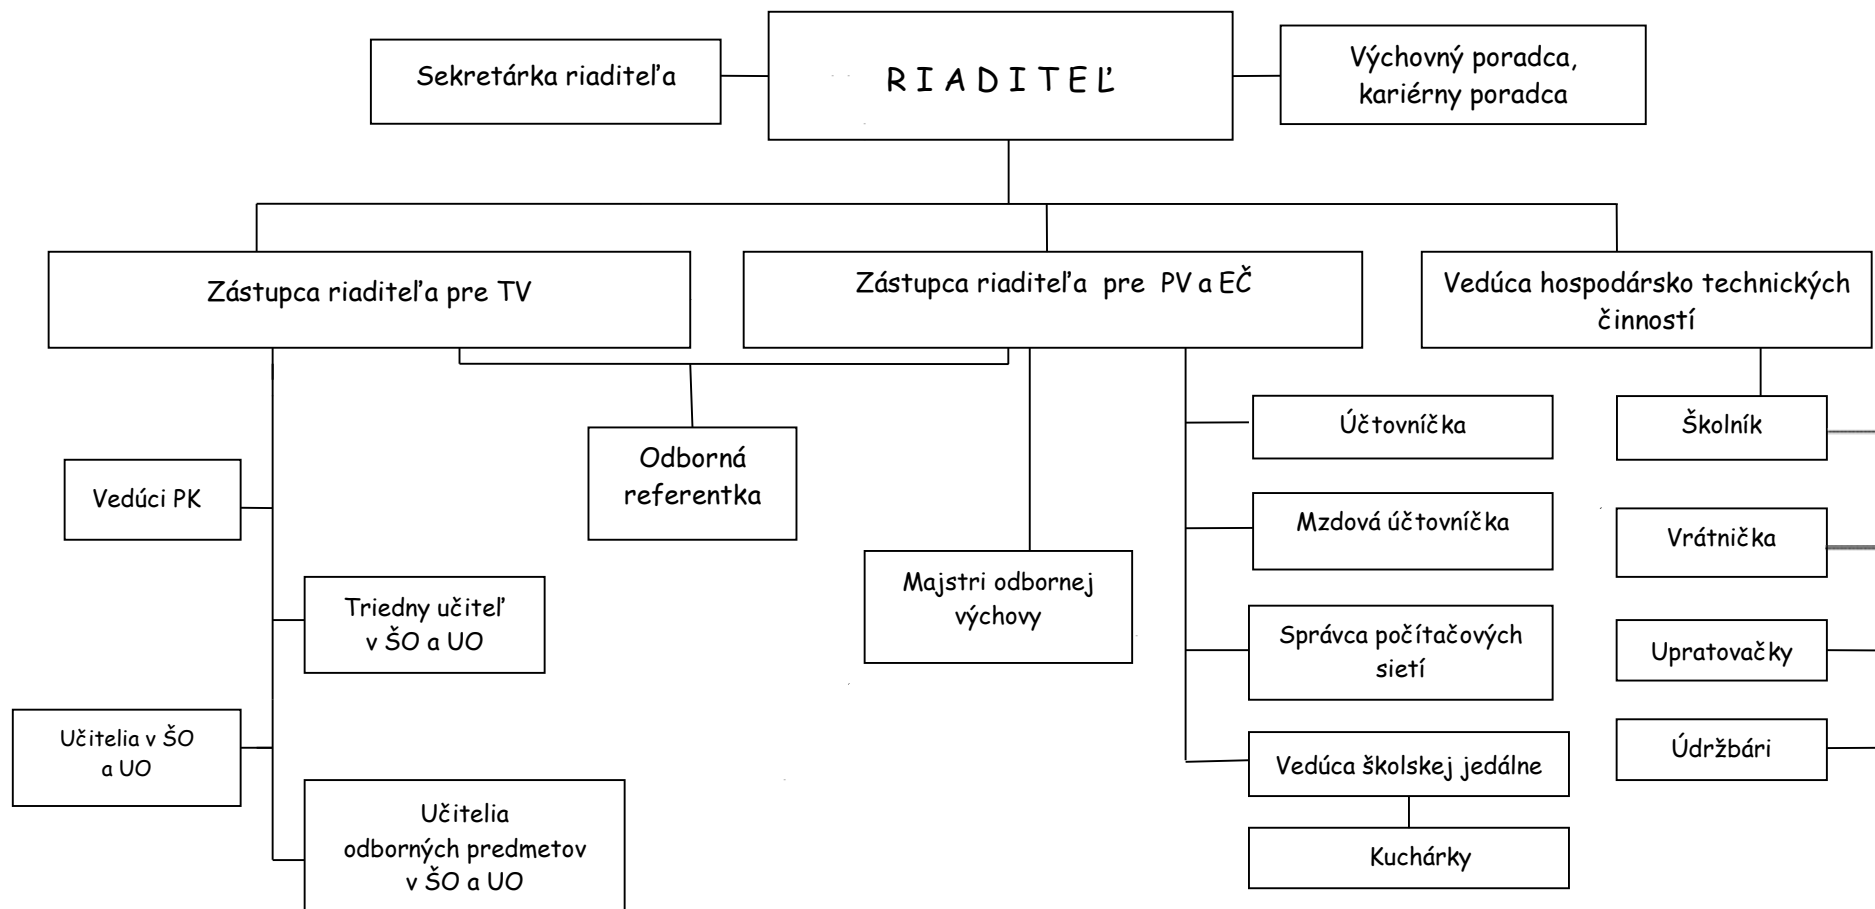 Sekretárka riaditeľa
R I A D I T E Ľ
Výchovný poradca,
kariérny poradca
Zástupca riaditeľa pre TV
Zástupca riaditeľa pre PV a EČ
Vedúca hospodársko technických
činností
Odborná
referentka
Vedúci PK
Triedny učiteľ
v ŠO a UO
Učitelia v ŠO
a UO
Učitelia
odborných predmetov
v ŠO a UO
Majstri odbornej
výchovy
Účtovníčka
Mzdová účtovníčka
Správca počítačových
sietí
Vedúca školskej jedálne
Kuchárky
Školník
Vrátnička
Upratovačky
Údržbári